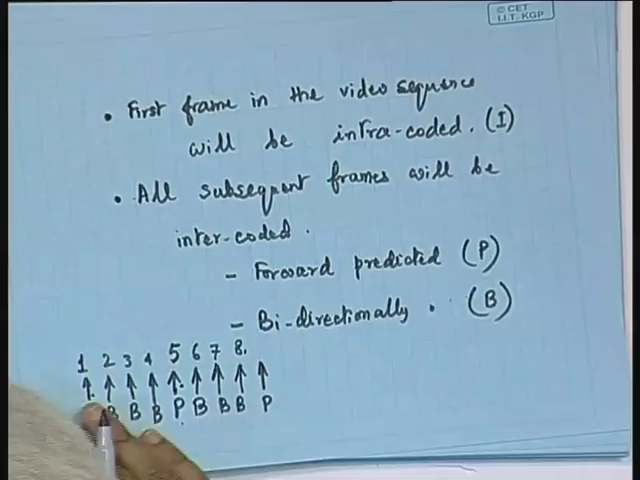 © CET
I.I.T. KGP
• First frame in the video sequence
will be intra-coded. (I)
• All subsequent frames will be
inter-coded.
- Forward predicted (P)
- Bi-directionally . (B)
1 2 3 4 5 6 7 8.
↑ ↑ ↑ ↑ ↑ ↑ ↑ ↑ ↑
B B B P B B B P